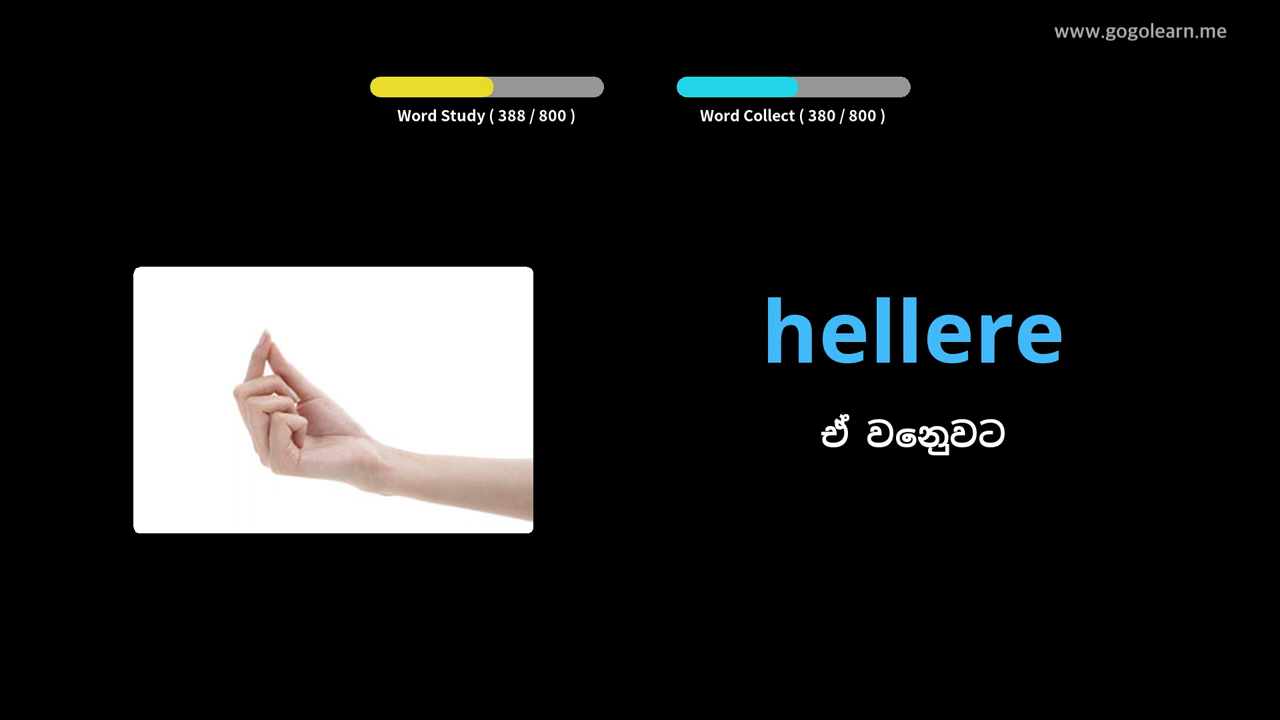 www.gogolearn.me
Word Study ( 388 / 800 )
Word Collect ( 380 / 800 )
hellere
ඒ වෙනුවට